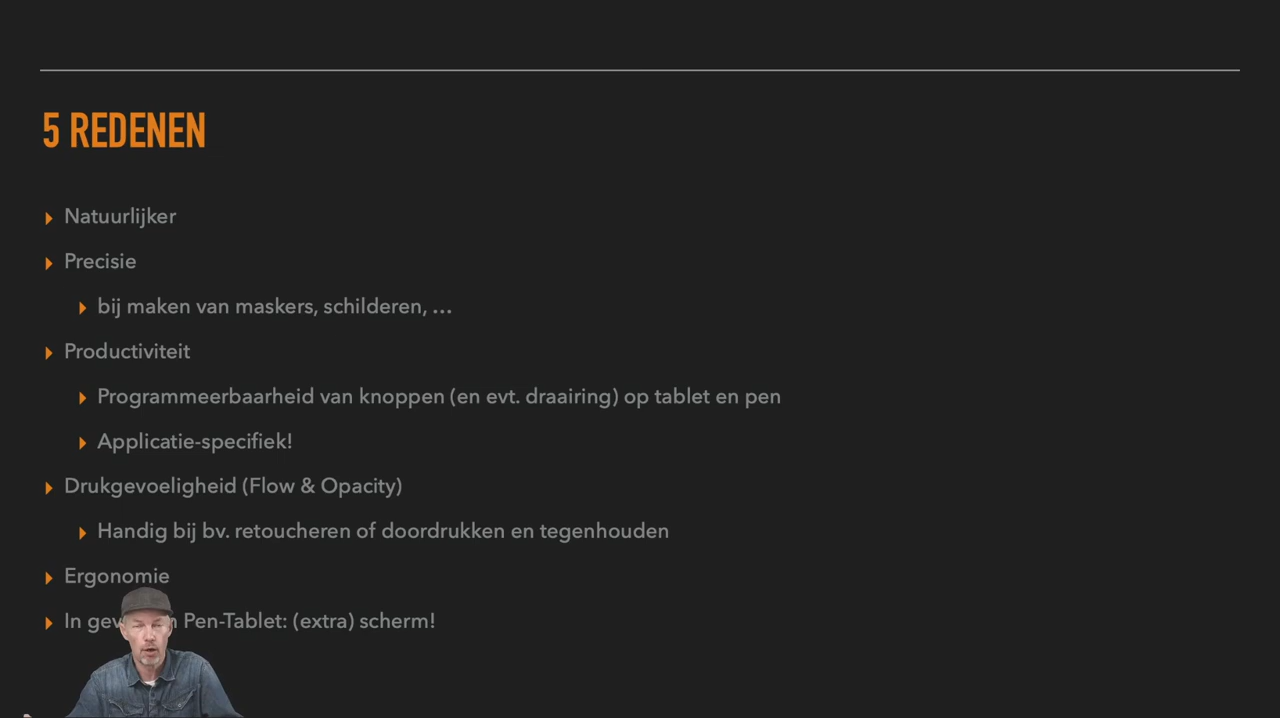 5 REDENEN
Natuurlijker
Precisie
bij maken van maskers, schilderen, …
Productiviteit
Programmeerbaarheid van knoppen (en evt. draairing) op tablet en pen
Applicatie-specifiek!
Drukgevoeligheid (Flow & Opacity)
Handig bij bv. retoucheren of doordrukken en tegenhouden
Ergonomie
In Pen-Tablet: (extra) scherm!